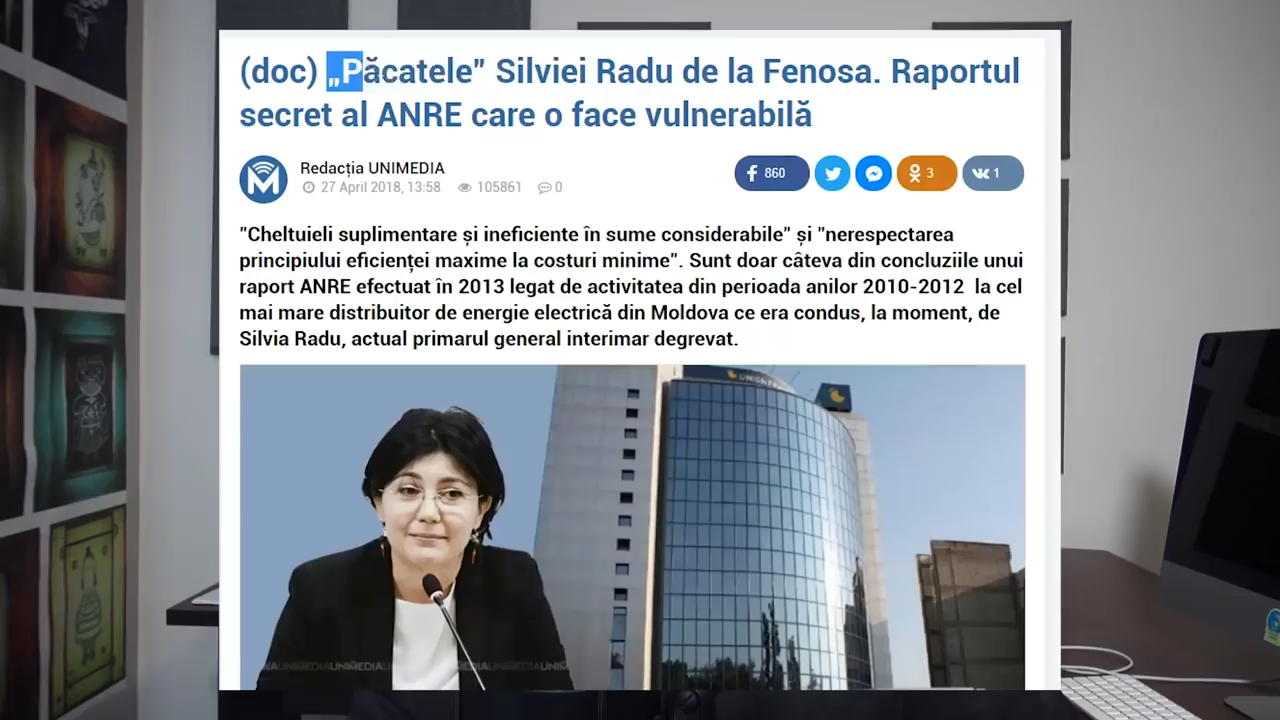 (doc) „Păcatele" Silviei Radu de la Fenosa. Raportul
secret al ANRE care o face vulnerabilă
Redacția UNIMEDIA
27 April 2018, 13:58 105861 0
860 3 1
"Cheltuieli suplimentare și ineficiente în sume considerabile" și "nerespectarea
principiului eficienței maxime la costuri minime". Sunt doar câteva din concluziile unui
raport ANRE efectuat în 2013 legat de activitatea din perioada anilor 2010-2012 la cel
mai mare distribuitor de energie electrică din Moldova ce era condus, la moment, de
Silvia Radu, actual primarul general interimar degrevat.
UNION
UNIMEDIA